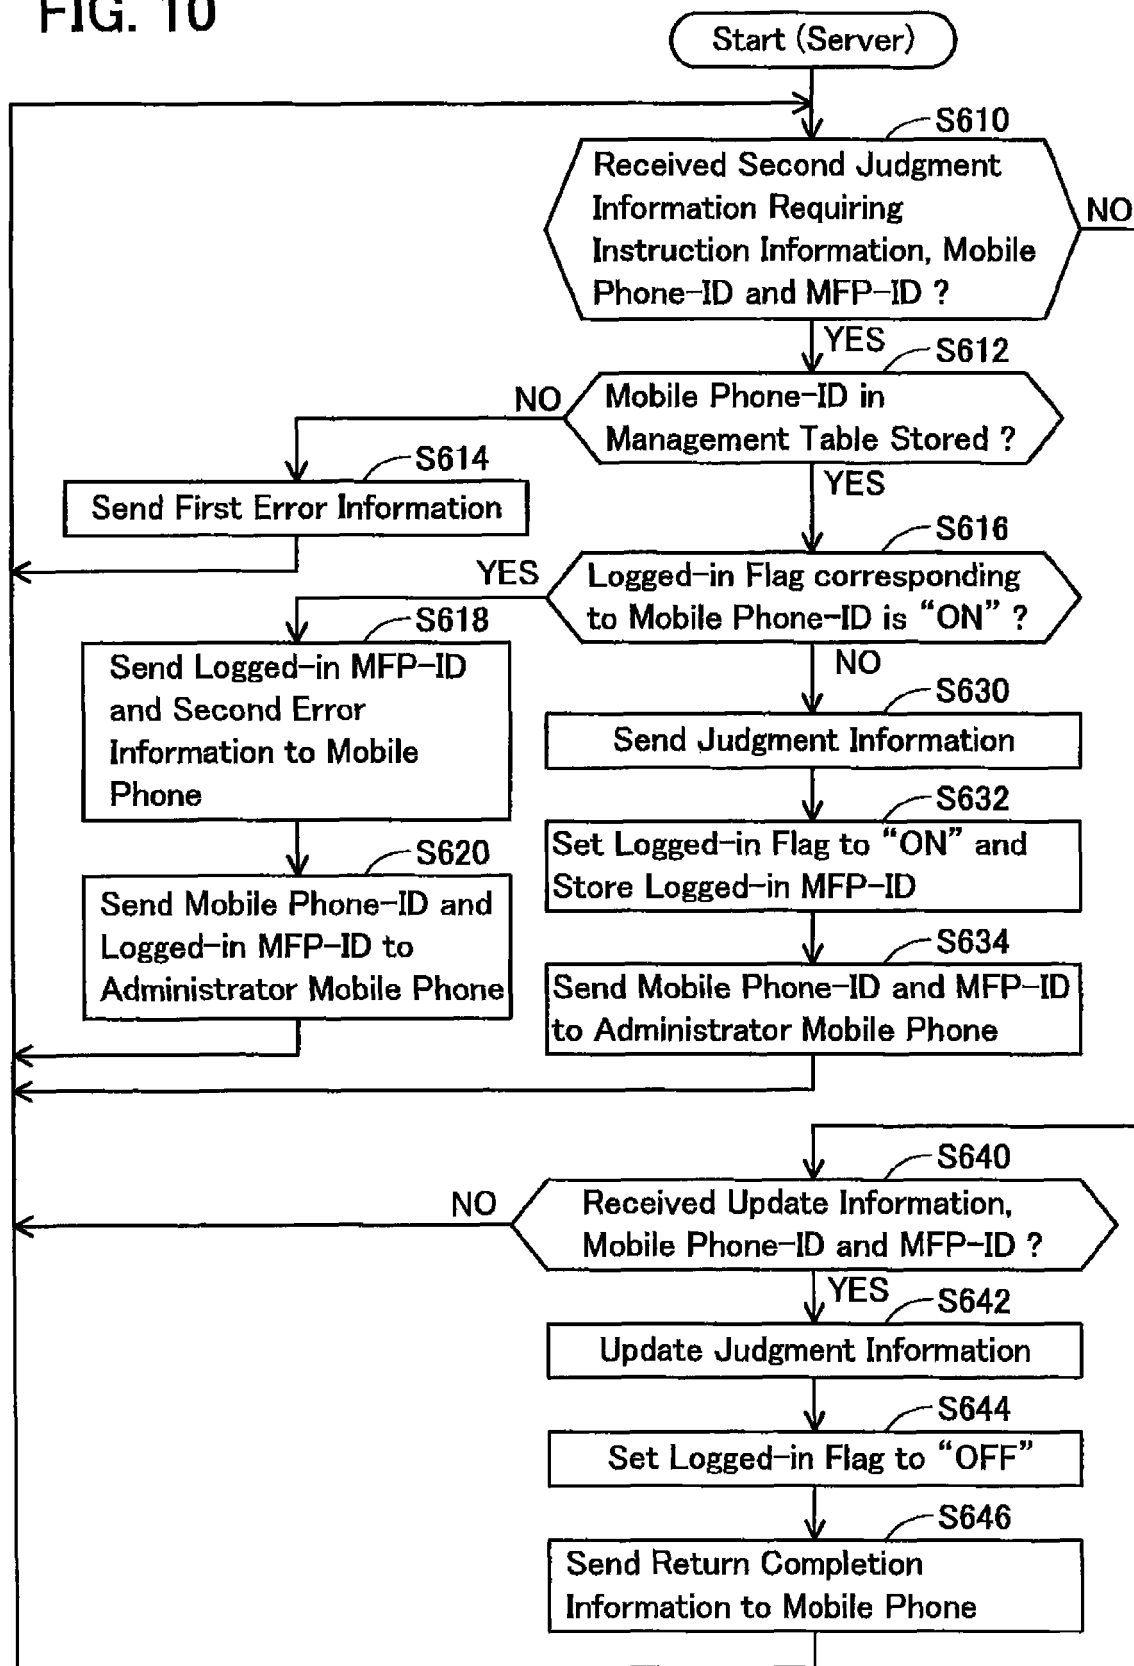 FIG. 10
Start (Server)
S610
Received Second Judgment
Information Requiring
Instruction Information, Mobile
Phone-ID and MFP-ID ?
NO
YES
S612
Mobile Phone-ID in
Management Table Stored ?
NO
YES
S614
Send First Error Information
S616
Logged-in Flag corresponding
to Mobile Phone-ID is “ON” ?
YES
NO
S618
Send Logged-in MFP-ID
and Second Error
Information to Mobile
Phone
S630
Send Judgment Information
S632
Set Logged-in Flag to “ON” and
Store Logged-in MFP-ID
S620
Send Mobile Phone-ID and
Logged-in MFP-ID to
Administrator Mobile Phone
S634
Send Mobile Phone-ID and MFP-ID
to Administrator Mobile Phone
S640
Received Update Information,
Mobile Phone-ID and MFP-ID ?
NO
YES
S642
Update Judgment Information
S644
Set Logged-in Flag to “OFF”
S646
Send Return Completion
Information to Mobile Phone